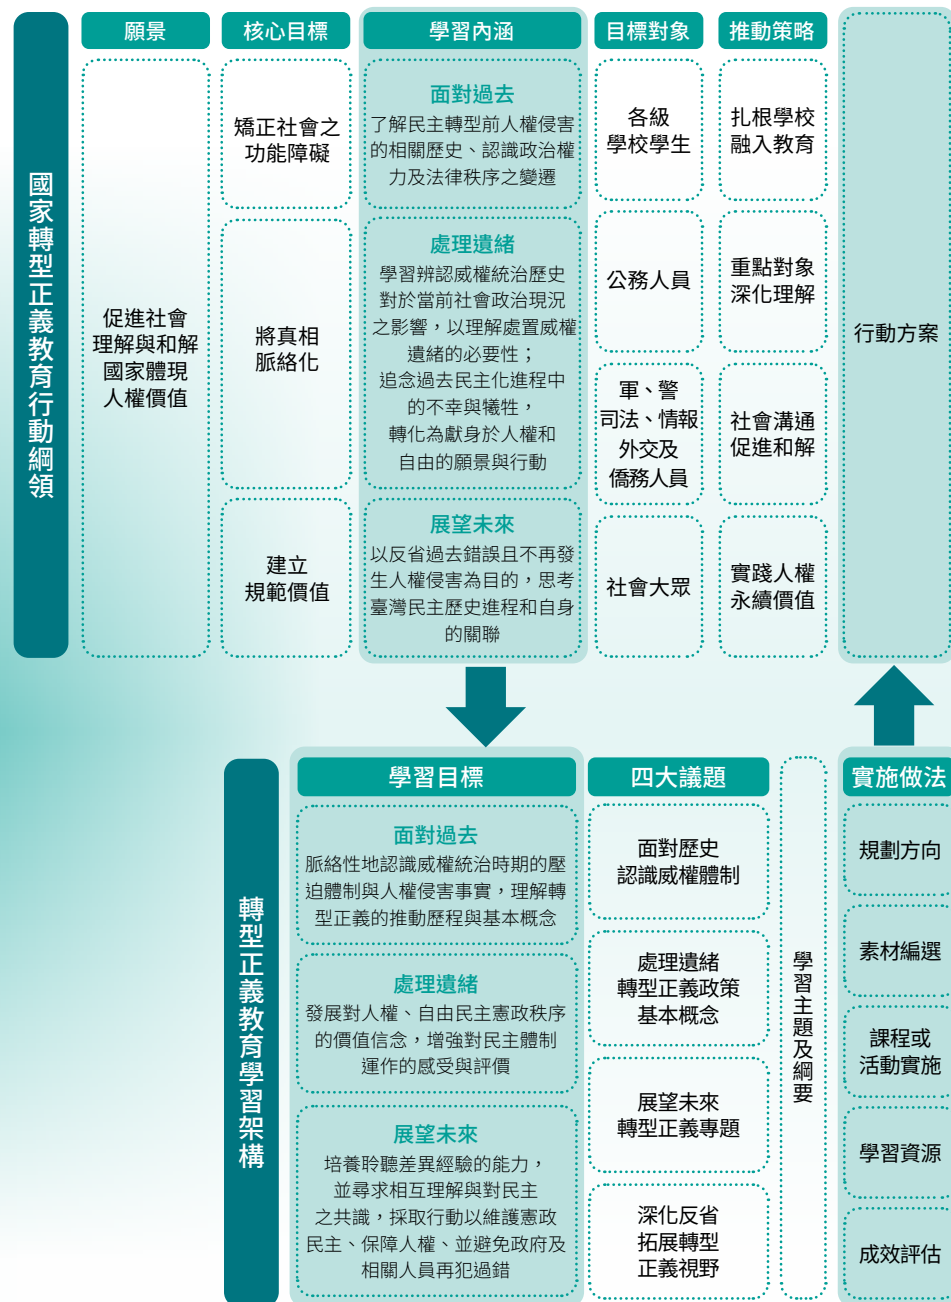 國家轉型正義教育行動綱領
願景
促進社會
理解與和解
國家體現
人權價值
核心目標
矯正社會之
功能障礙
將真相
脈絡化
建立
規範價值
學習內涵
面對過去
了解民主轉型前人權侵害
的相關歷史、認識政治權
力及法律秩序之變遷
處理遺緒
學習辨認威權統治歷史
對於當前社會政治現況
之影響，以理解處置威權
遺緒的必要性；
追念過去民主化進程中
的不幸與犧牲，
轉化為獻身於人權和
自由的願景與行動
展望未來
以反省過去錯誤且不再發
生人權侵害為目的，思考
臺灣民主歷史進程和自身
的關聯
目標對象
各級
學校學生
公務人員
軍、警
司法、情報
外交及
僑務人員
社會大眾
推動策略
扎根學校
融入教育
重點對象
深化理解
社會溝通
促進和解
實踐人權
永續價值
行動方案
轉型正義教育學習架構
學習目標
面對過去
脈絡性地認識威權統治時期的壓
迫體制與人權侵害事實，理解轉
型正義的推動歷程與基本概念
處理遺緒
發展對人權、自由民主憲政秩序
的價值信念，增強對民主體制
運作的感受與評價
展望未來
培養聆聽差異經驗的能力，
並尋求相互理解與對民主
之共識，採取行動以維護憲政
民主、保障人權、並避免政府及
相關人員再犯過錯
四大議題
面對歷史
認識威權體制
處理遺緒
轉型正義政策
基本概念
展望未來
轉型正義專題
深化反省
拓展轉型
正義視野
學習主題及綱要
實施做法
規劃方向
素材編選
課程或
活動實施
學習資源
成效評估